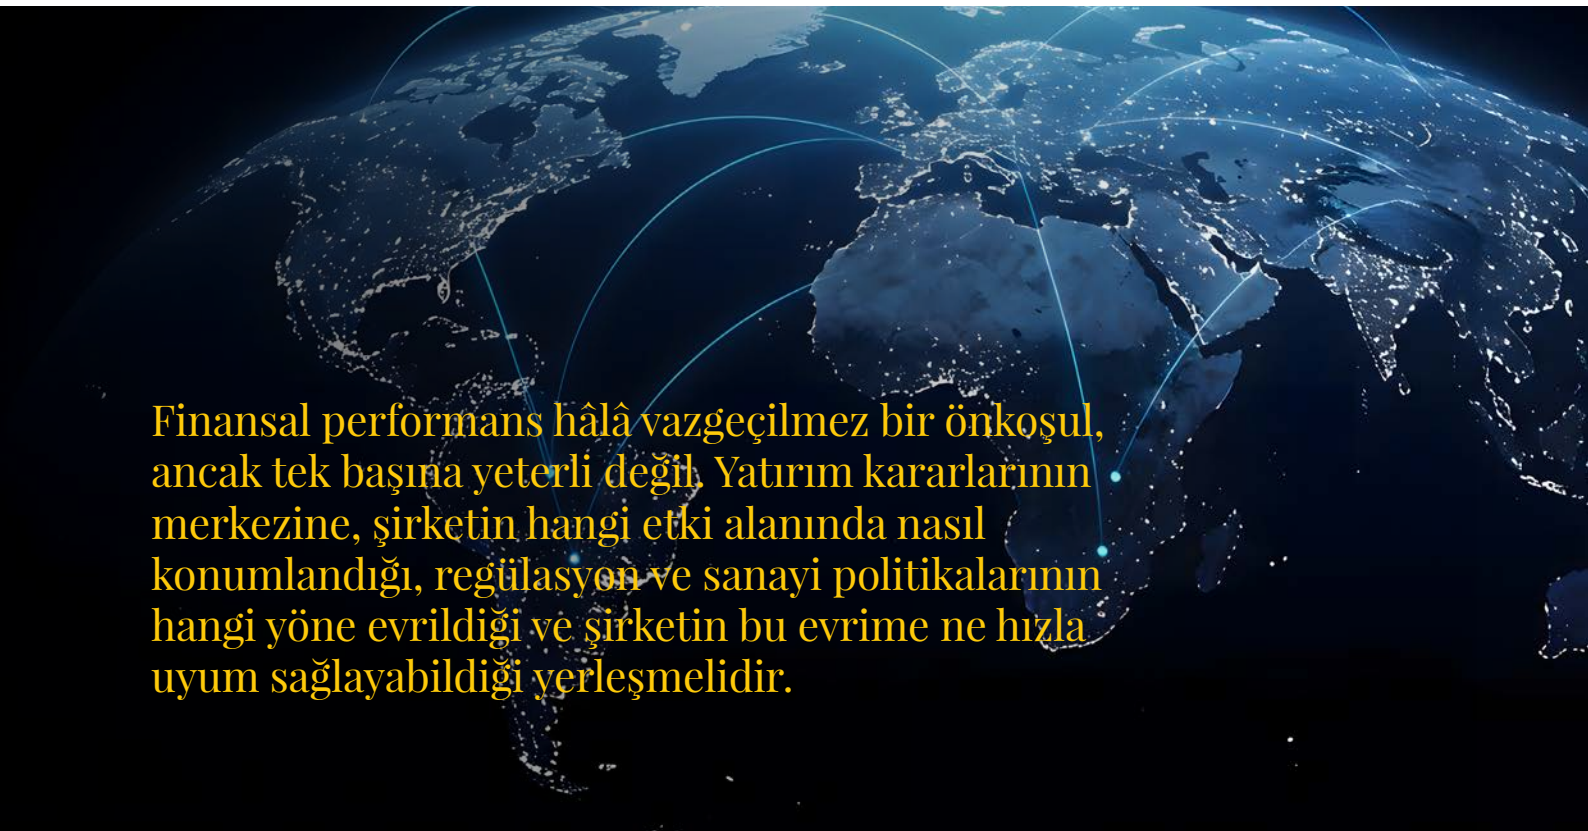 Finansal performans hâlâ vazgeçilmez bir önkoşul,
ancak tek başına yeterli değil. Yatırım kararlarının
merkezine, şirketin hangi etki alanında nasıl
konumlandığı, regülasyon ve sanayi politikalarının
hangi yöne evrildiği ve şirketin bu evrime ne hızla
uyum sağlayabildiği yerleşmelidir.